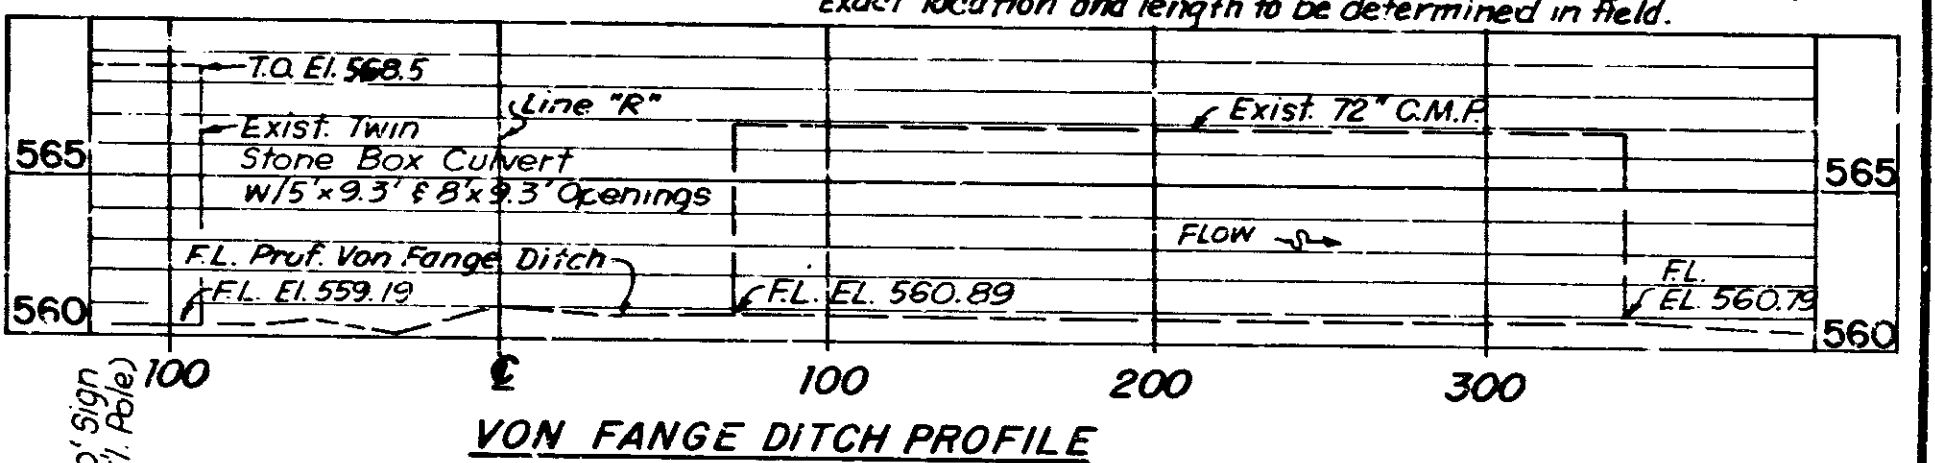 Exact location and length to be determined in field.
T.O. El. 568.5
Line "R"
Exist. 72" C.M.P.
Exist. Twin
Stone Box Culvert
W/5'x9.3' & 8'x9.3' Openings
565
565
FLOW
F.L. Prof. Von Fange Ditch
F.L. El. 559.19
F.L. EL. 560.89
F.L.
EL. 560.79
560
560
100
℄
100
200
300
Sign
Pole)
VON FANGE DITCH PROFILE